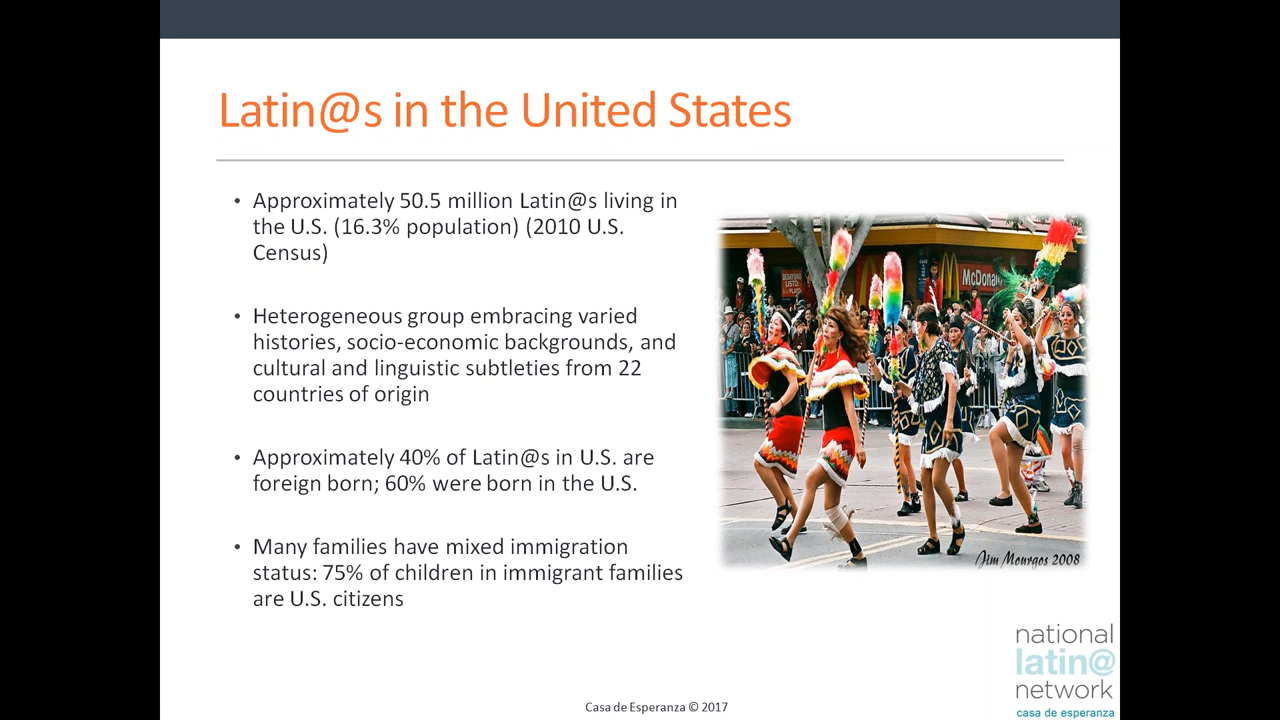 Latin@s in the United States
• Approximately 50.5 million Latin@s living in
the U.S. (16.3% population) (2010 U.S.
Census)
• Heterogeneous group embracing varied
histories, socio-economic backgrounds, and
cultural and linguistic subtleties from 22
countries of origin
• Approximately 40% of Latin@s in U.S. are
foreign born; 60% were born in the U.S.
• Many families have mixed immigration
status: 75% of children in immigrant families
are U.S. citizens
McDonal
Jim Mourgos 2008
national
latin@
network
casa de esperanza
Casa de Esperanza © 2017